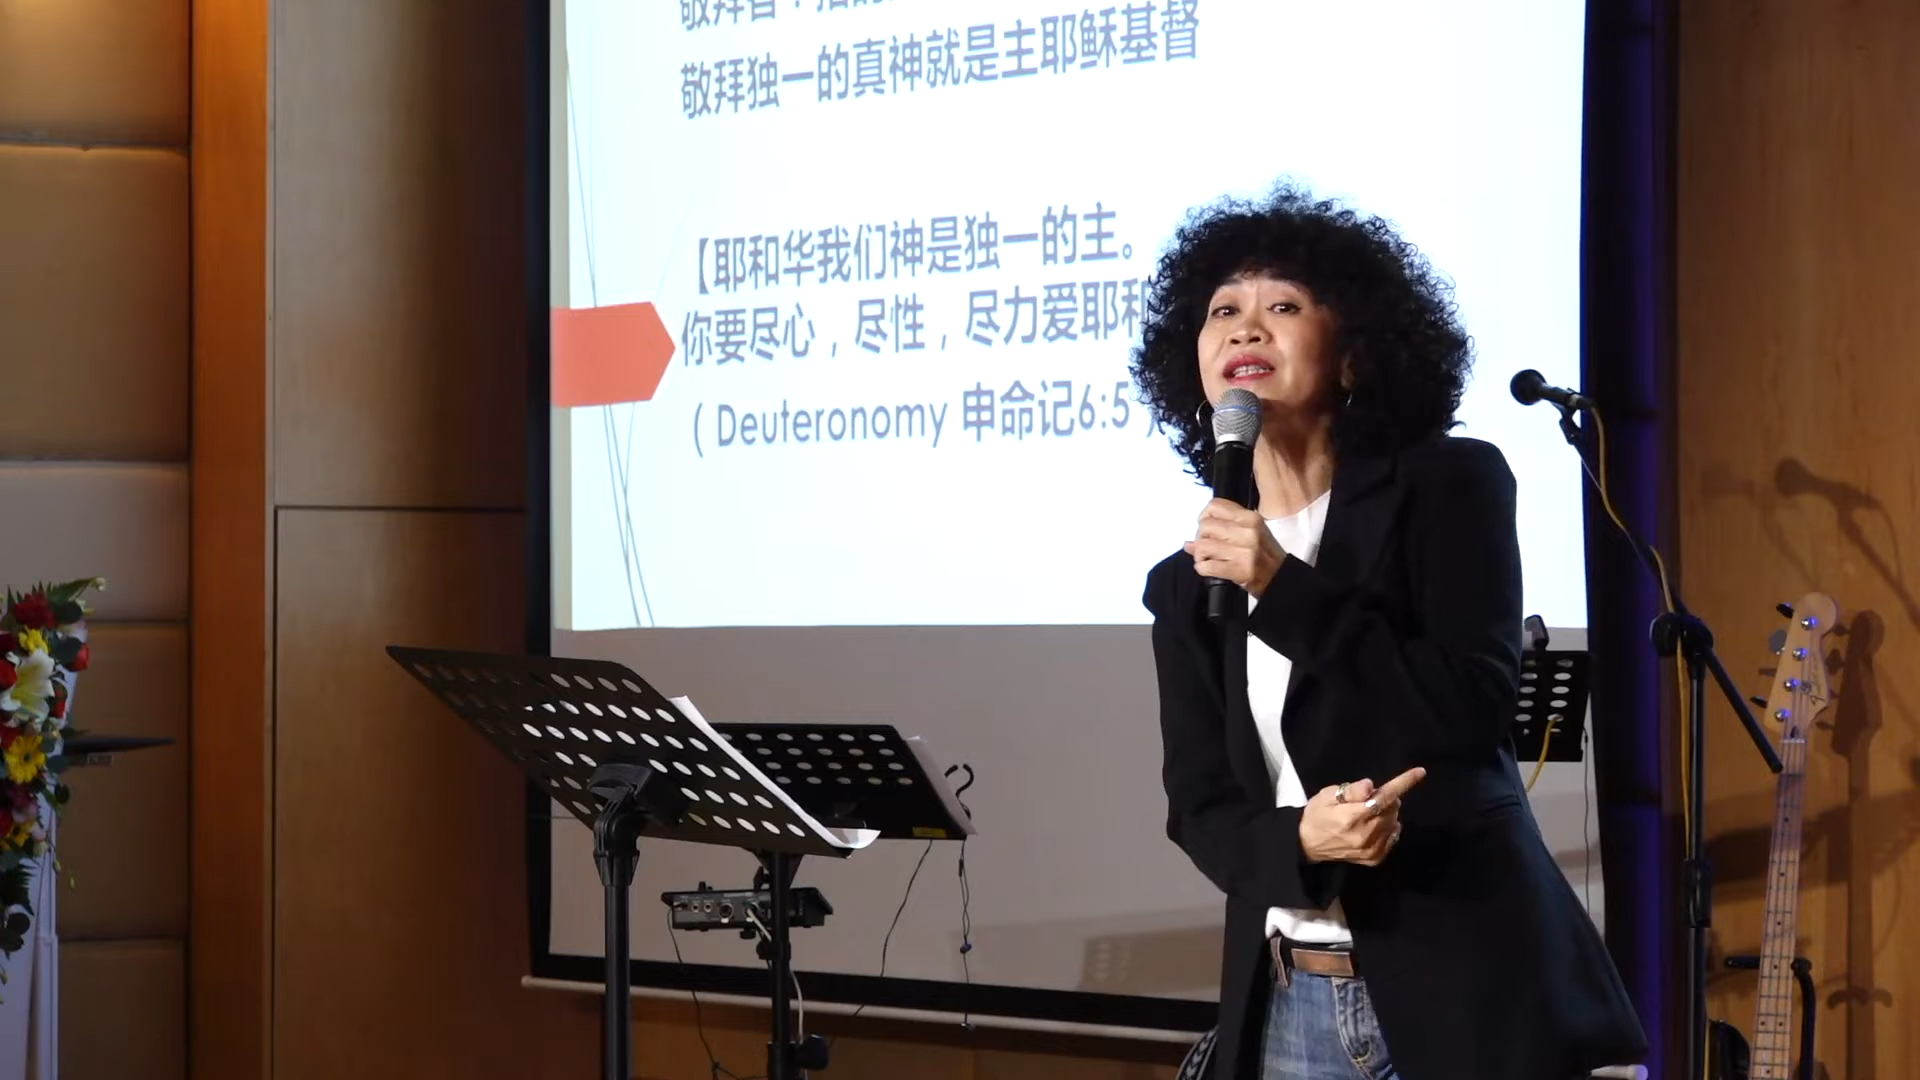 敬拜独一的真神就是主耶稣基督
【耶和华我们神是独一的主。
你要尽心，尽性，尽力爱耶和
( Deuteronomy 申命记6:5 )